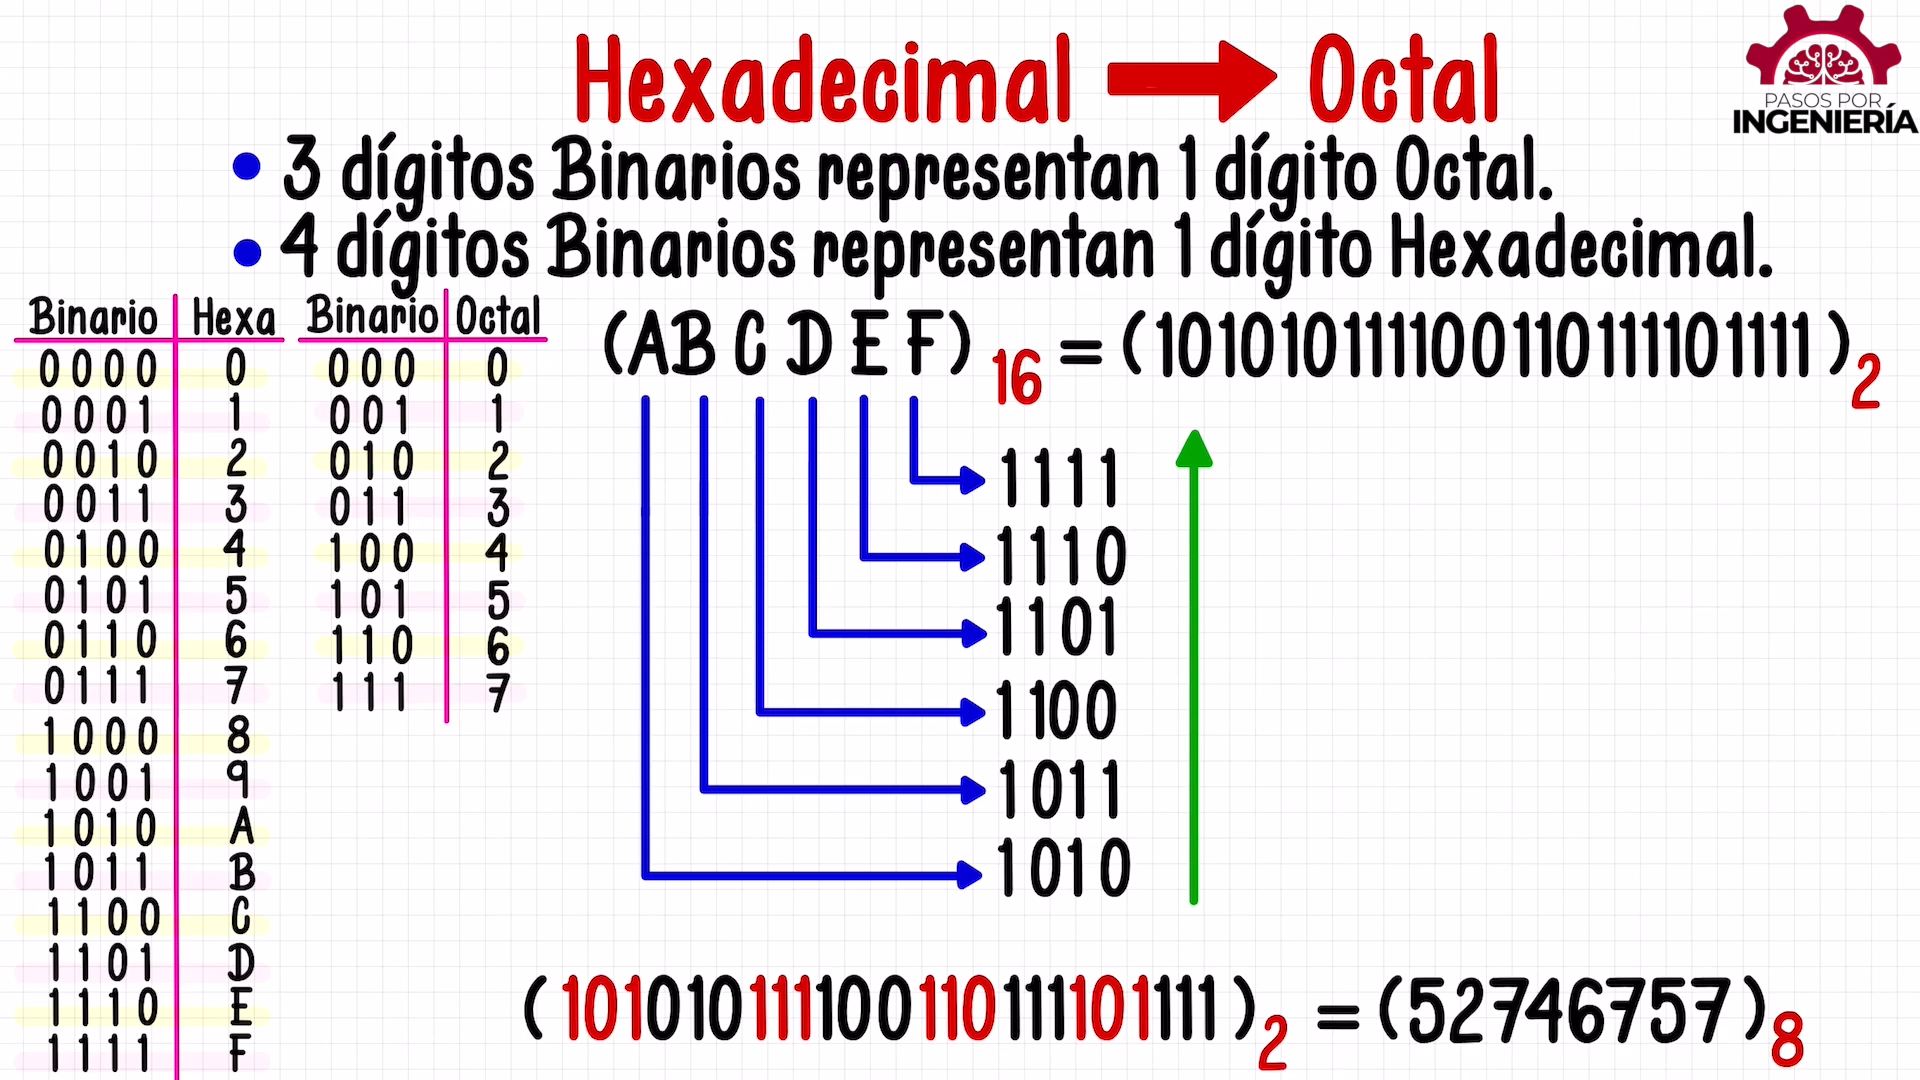 Hexadecimal Octal
PASOS POR
INGENIERÍA
3 dígitos Binarios representan 1 dígito Octal.
4 dígitos Binarios representan 1 dígito Hexadecimal.
Binario Hexa
0000 0
0001 1
0010 2
0011 3
0100 4
0101 5
0110 6
0111 7
1000 8
1001 9
1010 A
1011 B
1100 C
1101 D
1110 E
1111 F
Binario Octal
000 0
001 1
010 2
011 3
100 4
101 5
110 6
111 7
(ABCDEF)16 = (101010111100110111101111)2
1111
1110
1101
1100
1011
1010
(101010111100110111101111)2 = (52746757)8